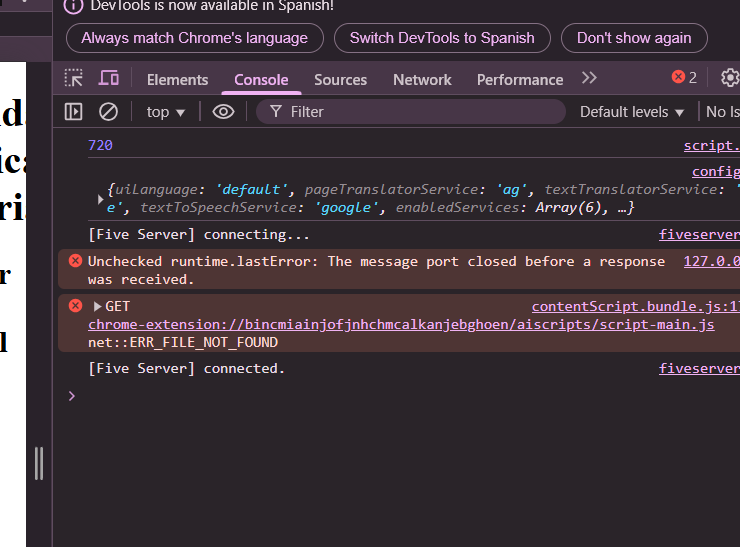 DevTools is now available in Spanish!
Always match Chrome's language Switch DevTools to Spanish Don't show again
Elements Console Sources Network Performance 2
top Filter Default levels No Is
720 script.
config
{uiLanguage: 'default', pageTranslatorService: 'ag', textTranslatorService: '
e', textToSpeechService: 'google', enabledServices: Array(6), …}
[Five Server] connecting... fiveserver
Unchecked runtime.lastError: The message port closed before a response 127.0.0
was received.
GET contentScript.bundle.js:1
chrome-extension://bincmiainjofjnhchmcalkanjebghoen/aiscripts/script-main.js
net::ERR_FILE_NOT_FOUND
[Five Server] connected. fiveserver